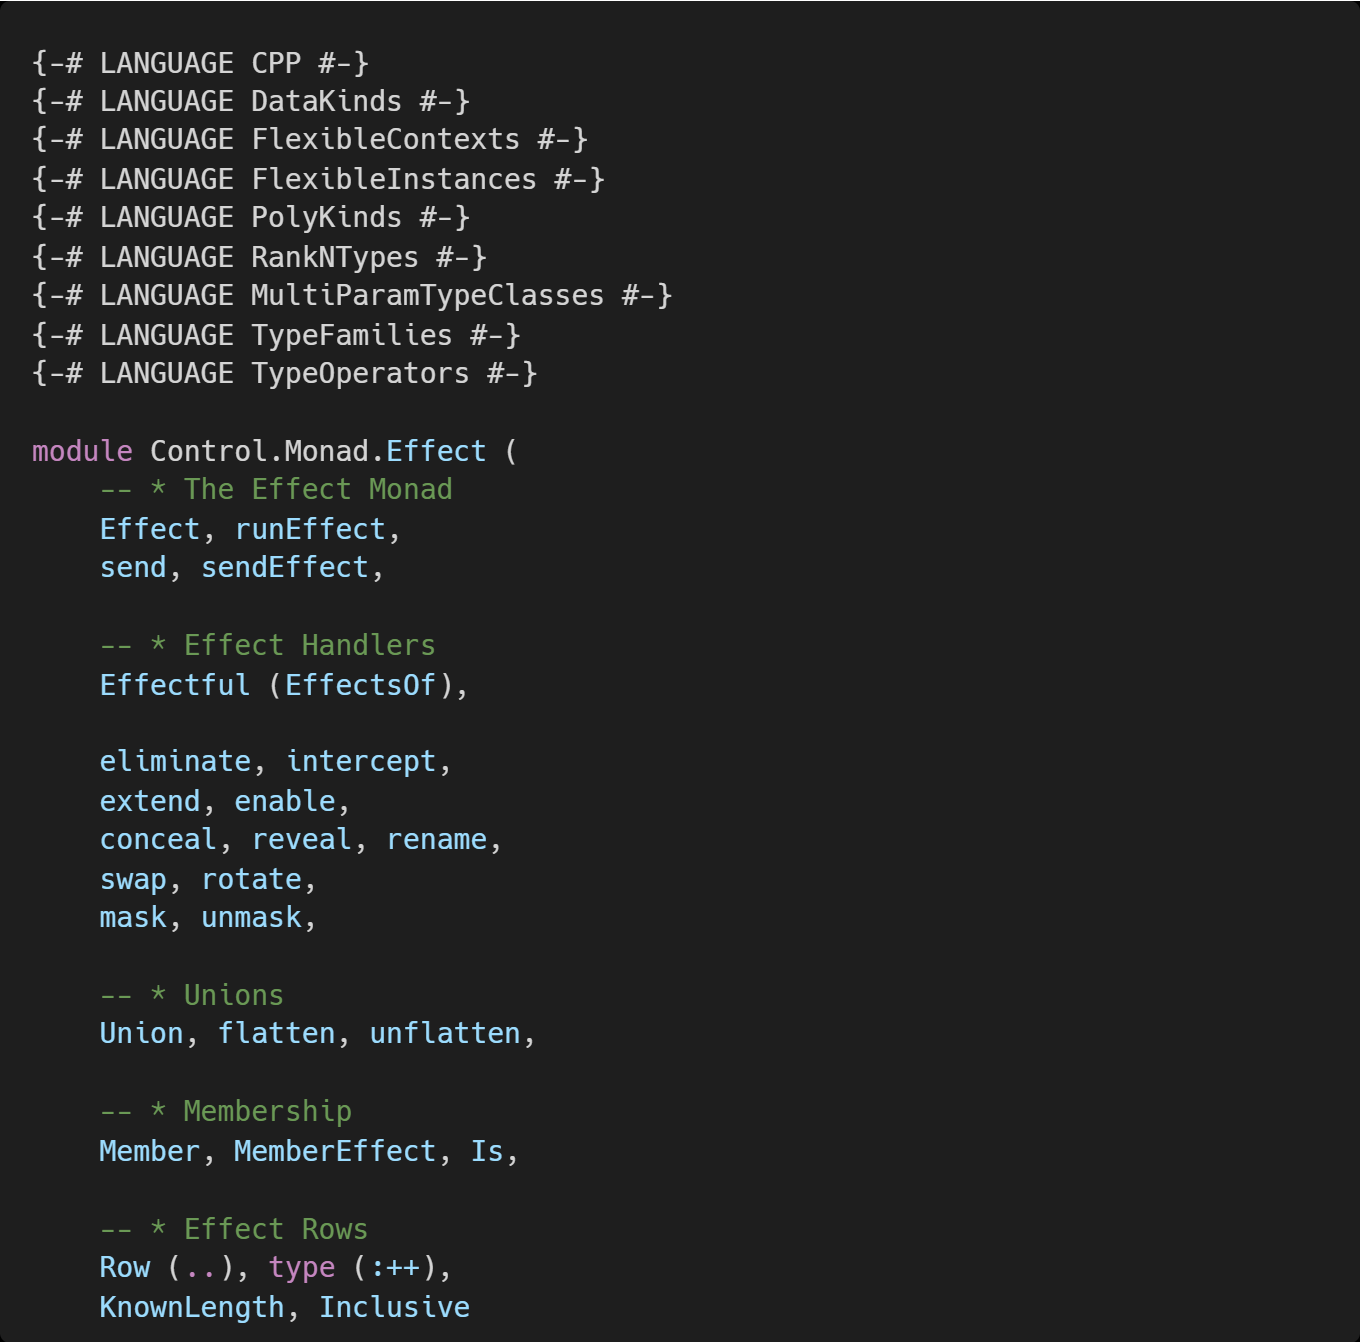 {-# LANGUAGE CPP #-}
{-# LANGUAGE DataKinds #-}
{-# LANGUAGE FlexibleContexts #-}
{-# LANGUAGE FlexibleInstances #-}
{-# LANGUAGE PolyKinds #-}
{-# LANGUAGE RankNTypes #-}
{-# LANGUAGE MultiParamTypeClasses #-}
{-# LANGUAGE TypeFamilies #-}
{-# LANGUAGE TypeOperators #-}

module Control.Monad.Effect (
    -- * The Effect Monad
    Effect, runEffect,
    send, sendEffect,

    -- * Effect Handlers
    Effectful (EffectsOf),

    eliminate, intercept,
    extend, enable,
    conceal, reveal, rename,
    swap, rotate,
    mask, unmask,

    -- * Unions
    Union, flatten, unflatten,

    -- * Membership
    Member, MemberEffect, Is,

    -- * Effect Rows
    Row (..), type (:++),
    KnownLength, Inclusive